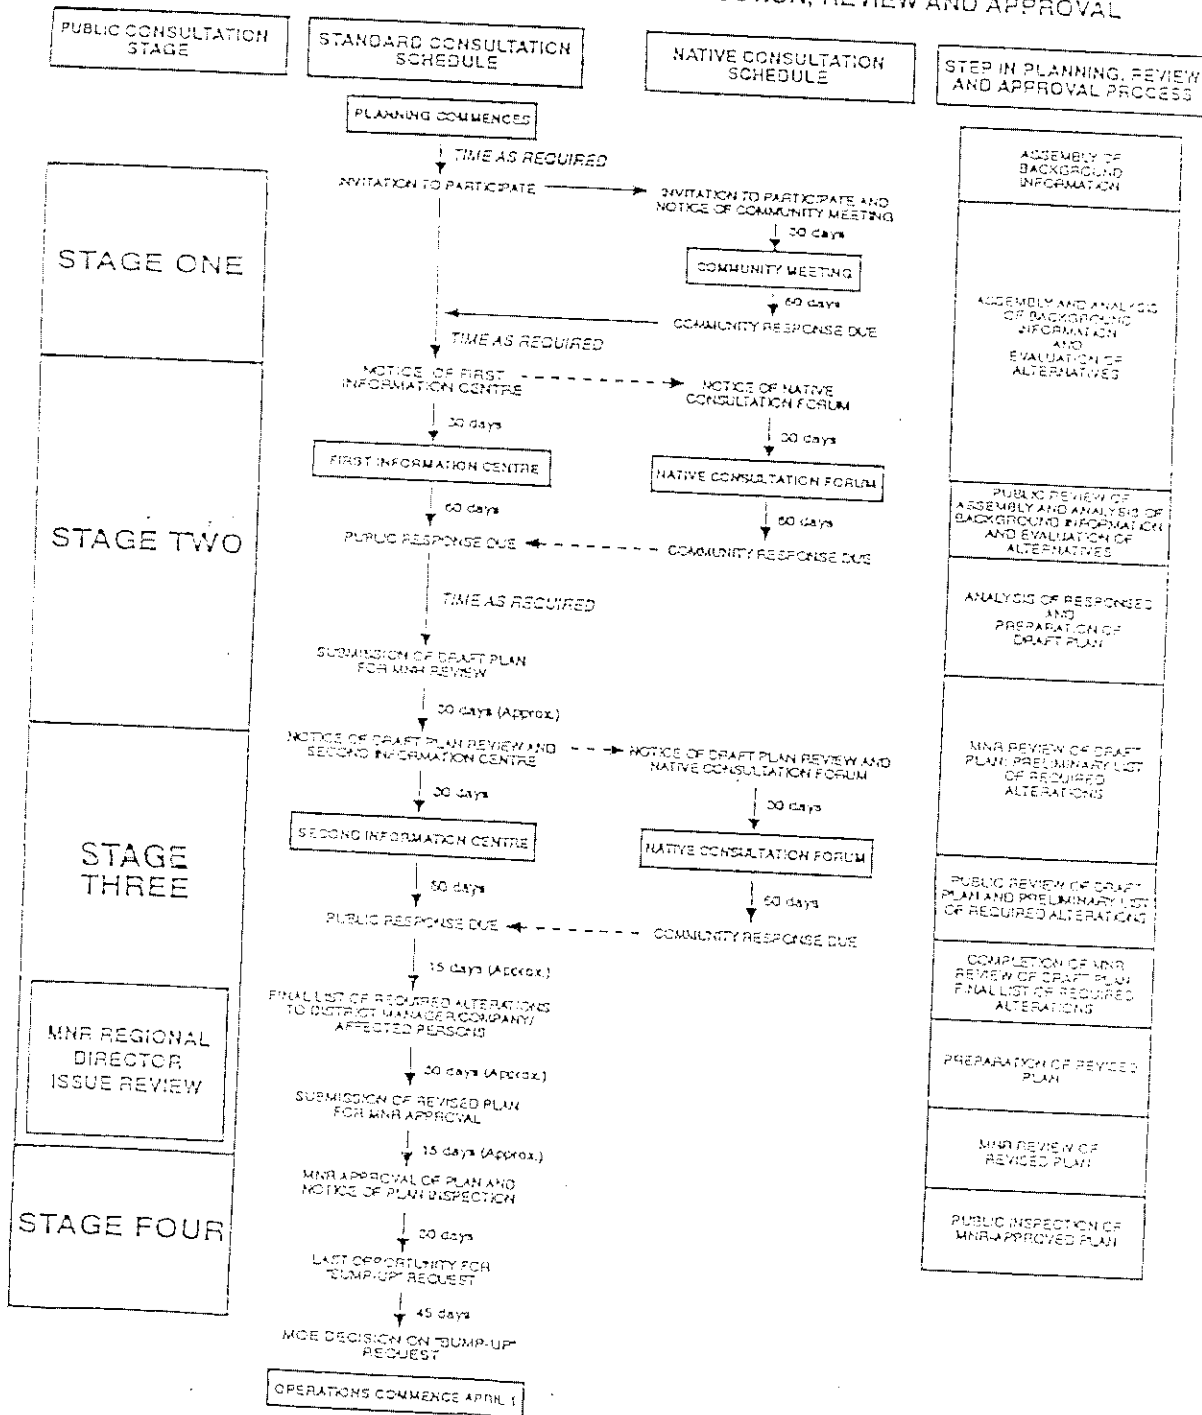 REVIEW AND APPROVAL
PUBLIC CONSULTATION
STAGE
STANDARD CONSULTATION
SCHEDULE
NATIVE CONSULTATION
SCHEDULE
STEP IN PLANNING, REVIEW
AND APPROVAL PROCESS
PLANNING COMMENCES
TIME AS REQUIRED
INVITATION TO PARTICIPATE
INVITATION TO PARTICIPATE AND
NOTICE OF COMMUNITY MEETING
30 days
COMMUNITY MEETING
60 days
COMMUNITY RESPONSE DUE
TIME AS REQUIRED
STAGE ONE
ASSEMBLY OF
BACKGROUND
INFORMATION
ASSEMBLY AND ANALYSIS
OF BACKGROUND
INFORMATION
AND
EVALUATION OF
ALTERNATIVES
NOTICE OF FIRST
INFORMATION CENTRE
NOTICE OF NATIVE
CONSULTATION FORUM
30 days
30 days
FIRST INFORMATION CENTRE
NATIVE CONSULTATION FORUM
60 days
60 days
PUBLIC RESPONSE DUE
COMMUNITY RESPONSE DUE
STAGE TWO
PUBLIC REVIEW OF
ASSEMBLY AND ANALYSIS OF
BACKGROUND INFORMATION
AND EVALUATION OF
ALTERNATIVES
TIME AS REQUIRED
ANALYSIS OF RESPONSED
AND
PREPARATION OF
DRAFT PLAN
SUBMISSION OF DRAFT PLAN
FOR MNR REVIEW
30 days (Approx.)
NOTICE OF DRAFT PLAN REVIEW AND
SECOND INFORMATION CENTRE
NOTICE OF DRAFT PLAN REVIEW AND
NATIVE CONSULTATION FORUM
MNR REVIEW OF DRAFT
PLAN: PRELIMINARY LIST
OF REQUIRED
ALTERATIONS
30 days
30 days
SECOND INFORMATION CENTRE
NATIVE CONSULTATION FORUM
STAGE
THREE
60 days
60 days
PUBLIC RESPONSE DUE
COMMUNITY RESPONSE DUE
PUBLIC REVIEW OF DRAFT
PLAN AND PRELIMINARY LIST
OF REQUIRED ALTERATIONS
15 days (Approx.)
FINAL LIST OF REQUIRED ALTERATIONS
TO DISTRICT MANAGER/COMPANY/
AFFECTED PERSONS
COMPLETION OF MNR
REVIEW OF DRAFT PLAN
FINAL LIST OF REQUIRED
ALTERATIONS
MNR REGIONAL
DIRECTOR
ISSUE REVIEW
30 days (Approx.)
SUBMISSION OF REVISED PLAN
FOR MNR APPROVAL
PREPARATION OF REVISED
PLAN
15 days (Approx.)
MNR REVIEW OF
REVISED PLAN
MNR APPROVAL OF PLAN AND
NOTICE OF PLAN INSPECTION
STAGE FOUR
30 days
PUBLIC INSPECTION OF
MNR-APPROVED PLAN
LAST OPPORTUNITY FOR
"BUMP-UP" REQUEST
45 days
MOE DECISION ON "BUMP-UP"
REQUEST
OPERATIONS COMMENCE APRIL 1